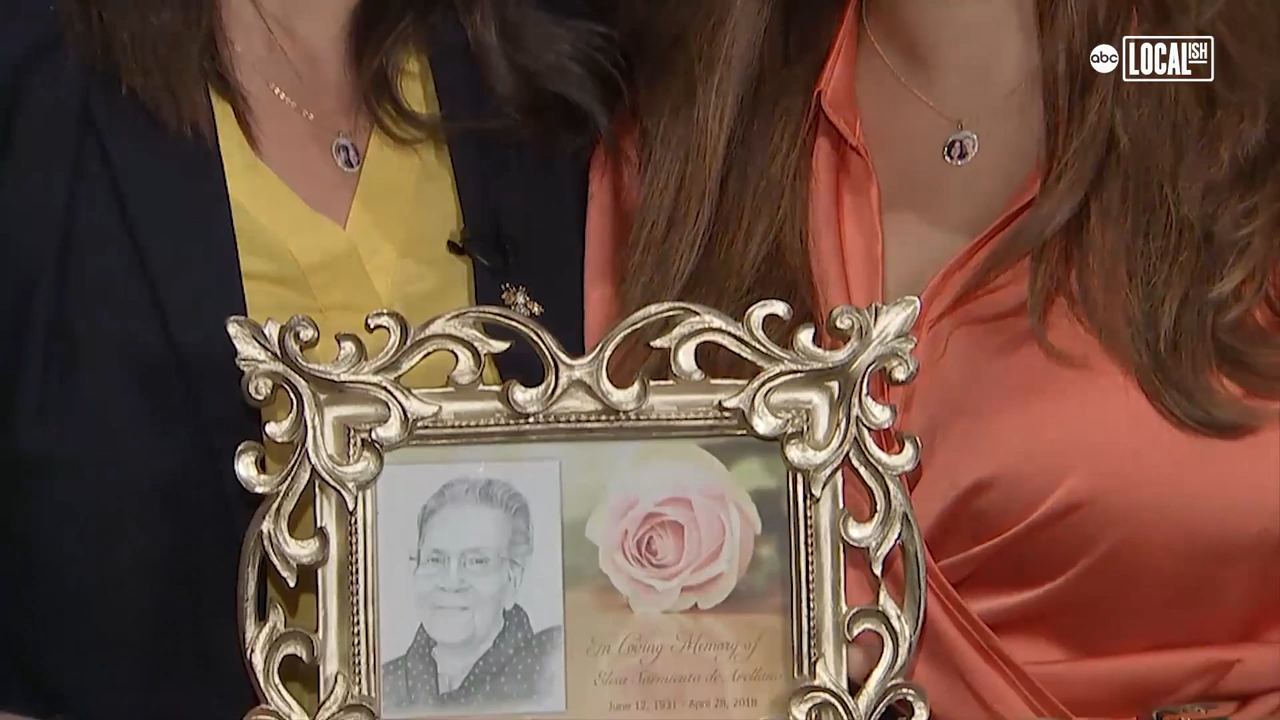 abc LOCALISH
In Loving Memory of
Elisa Sarmiento de Arellano
June 12, 1931 - April 28, 2018